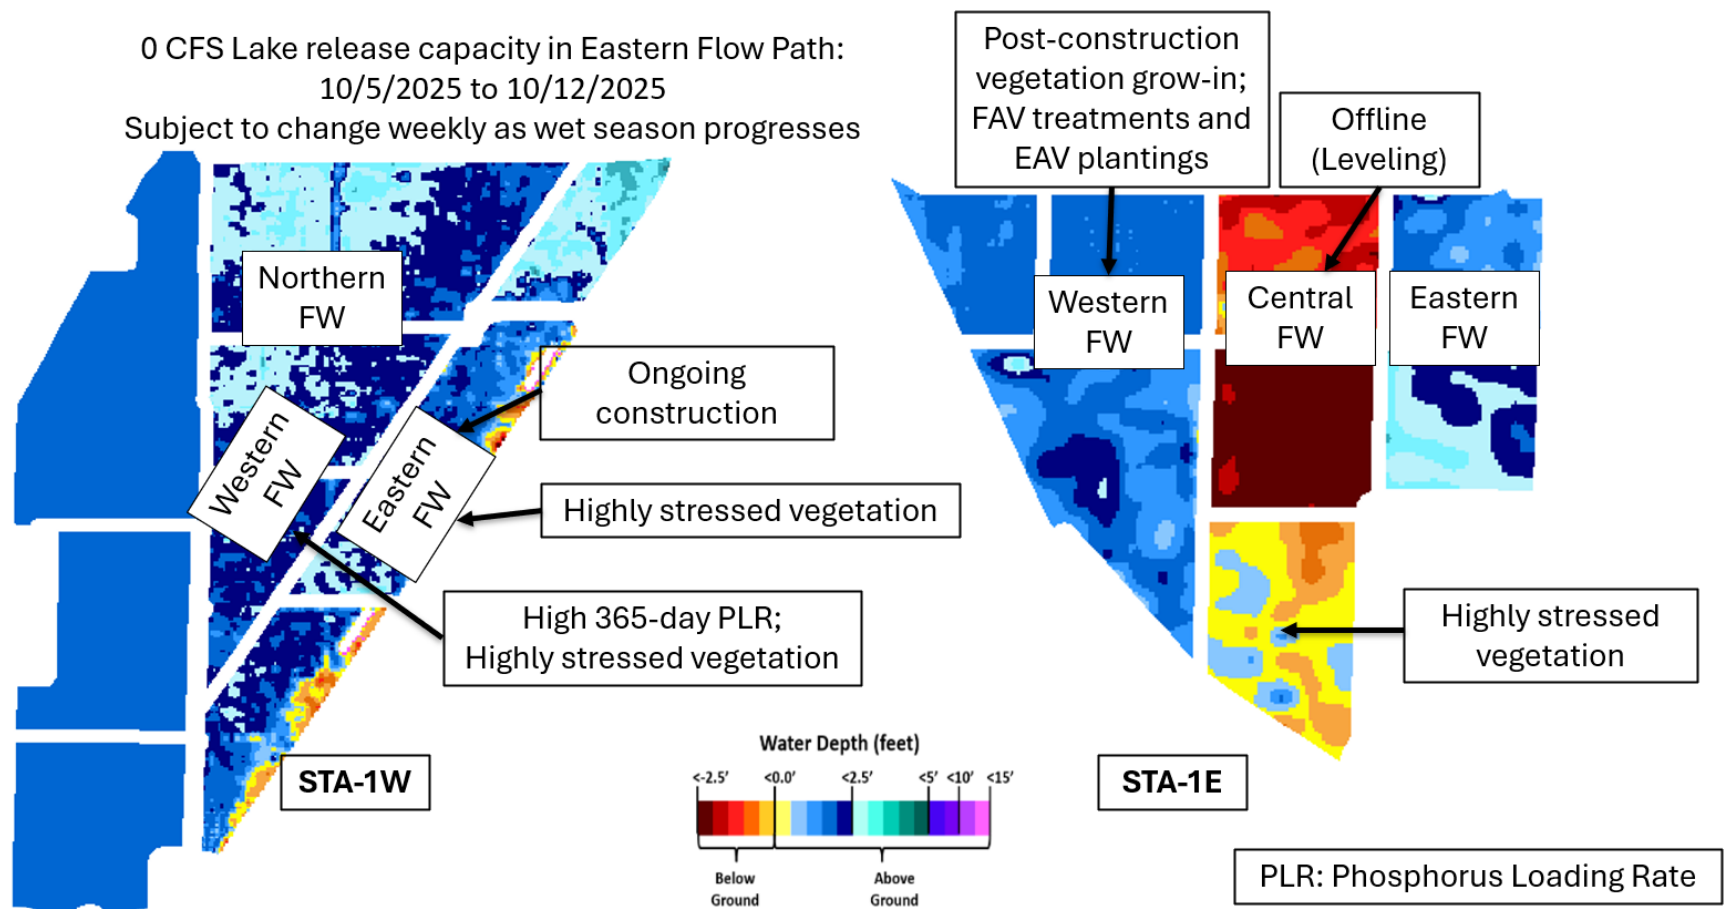 0 CFS Lake release capacity in Eastern Flow Path:
10/5/2025 to 10/12/2025
Subject to change weekly as wet season progresses
Post-construction
vegetation grow-in;
FAV treatments and
EAV plantings
Offline
(Leveling)
Northern
FW
Western
FW
Central
FW
Eastern
FW
Ongoing
construction
Western
FW
Eastern
FW
Highly stressed vegetation
High 365-day PLR;
Highly stressed vegetation
Highly stressed
vegetation
STA-1W
STA-1E
Water Depth (feet)
<-2.5' <0.0' <2.5' <5' <10' <15'
Below
Ground
Above
Ground
PLR: Phosphorus Loading Rate